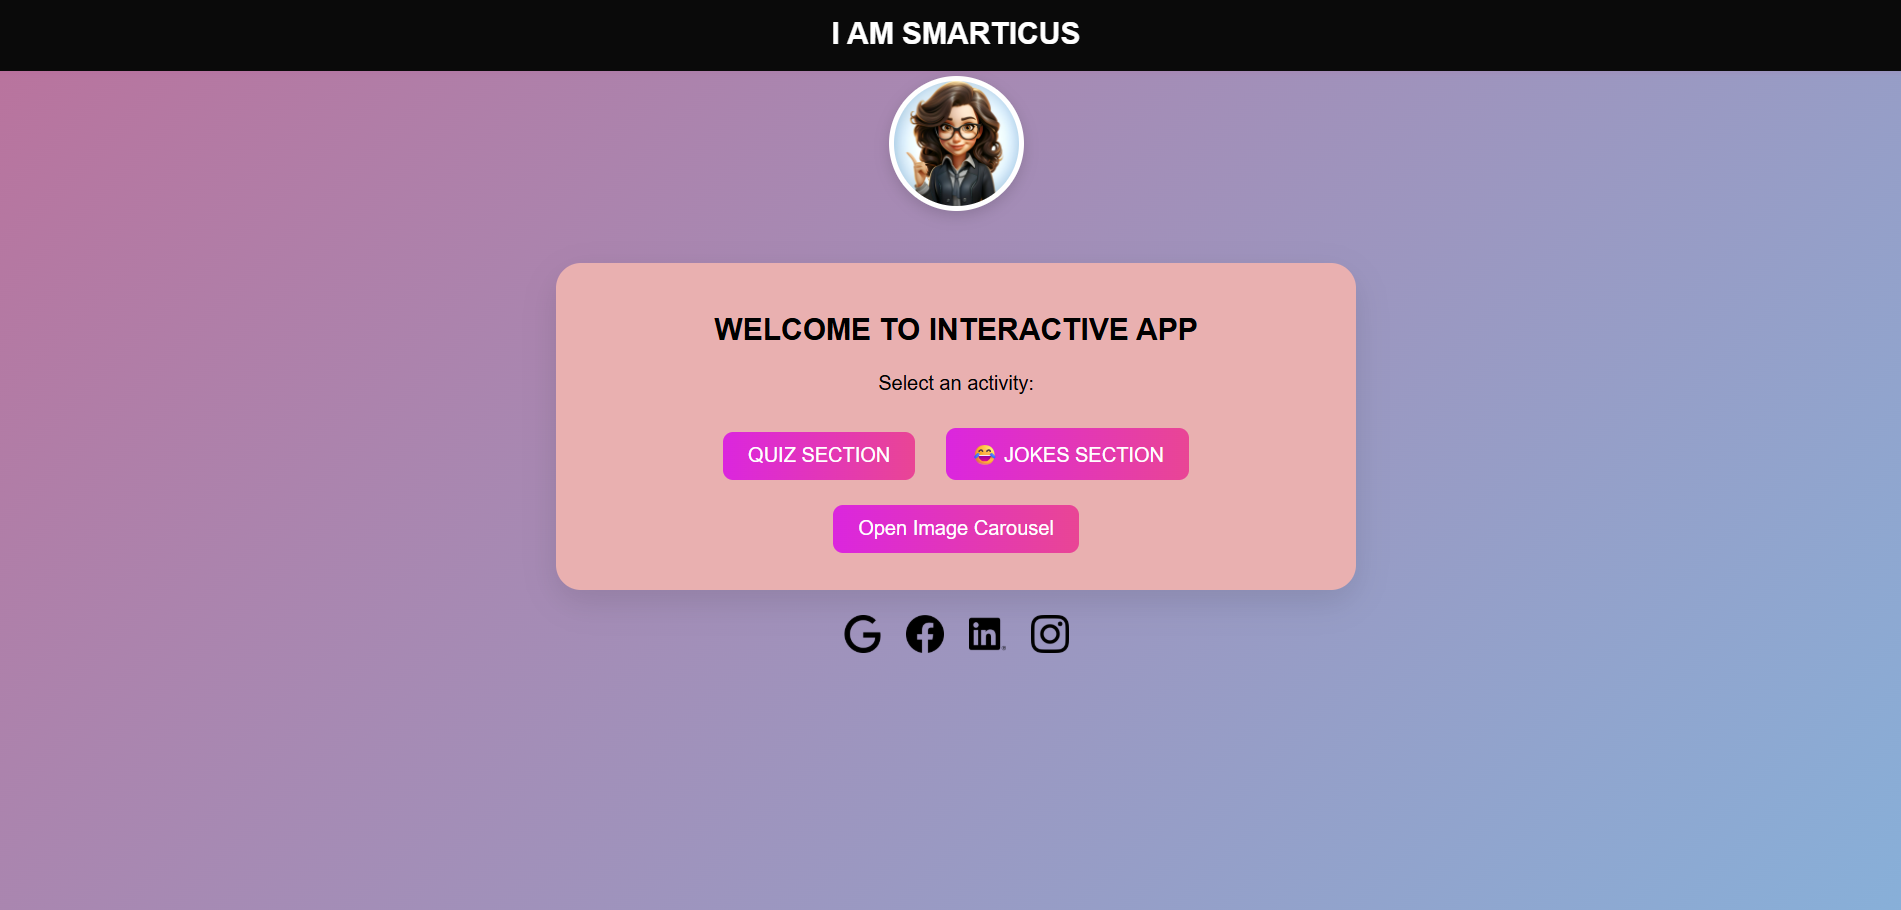 I AM SMARTICUS
WELCOME TO INTERACTIVE APP
Select an activity:
QUIZ SECTION
😂 JOKES SECTION
Open Image Carousel